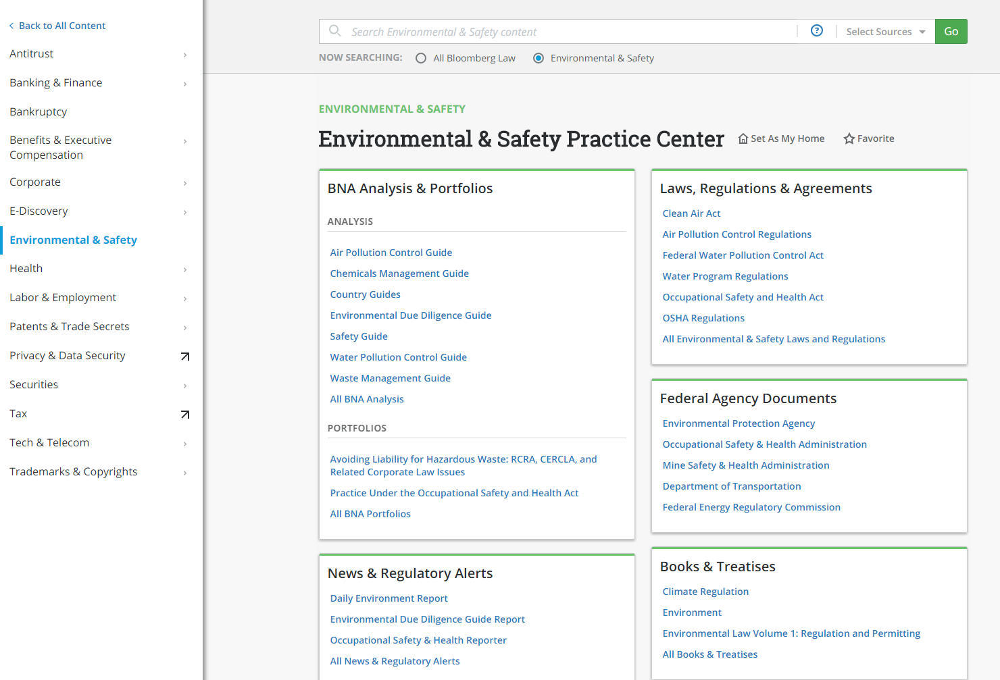 Back to All Content
Antitrust
Banking & Finance
Bankruptcy
Benefits & Executive
Compensation
Corporate
E-Discovery
Environmental & Safety
Health
Labor & Employment
Patents & Trade Secrets
Privacy & Data Security
Securities
Tax
Tech & Telecom
Trademarks & Copyrights
Search Environmental & Safety content
Select Sources
Go
NOW SEARCHING: All Bloomberg Law Environmental & Safety
ENVIRONMENTAL & SAFETY
Environmental & Safety Practice Center
Set As My Home
Favorite
BNA Analysis & Portfolios
ANALYSIS
Air Pollution Control Guide
Chemicals Management Guide
Country Guides
Environmental Due Diligence Guide
Safety Guide
Water Pollution Control Guide
Waste Management Guide
All BNA Analysis
PORTFOLIOS
Avoiding Liability for Hazardous Waste: RCRA, CERCLA, and
Related Corporate Law Issues
Practice Under the Occupational Safety and Health Act
All BNA Portfolios
News & Regulatory Alerts
Daily Environment Report
Environmental Due Diligence Guide Report
Occupational Safety & Health Reporter
All News & Regulatory Alerts
Laws, Regulations & Agreements
Clean Air Act
Air Pollution Control Regulations
Federal Water Pollution Control Act
Water Program Regulations
Occupational Safety and Health Act
OSHA Regulations
All Environmental & Safety Laws and Regulations
Federal Agency Documents
Environmental Protection Agency
Occupational Safety & Health Administration
Mine Safety & Health Administration
Department of Transportation
Federal Energy Regulatory Commission
Books & Treatises
Climate Regulation
Environment
Environmental Law Volume 1: Regulation and Permitting
All Books & Treatises